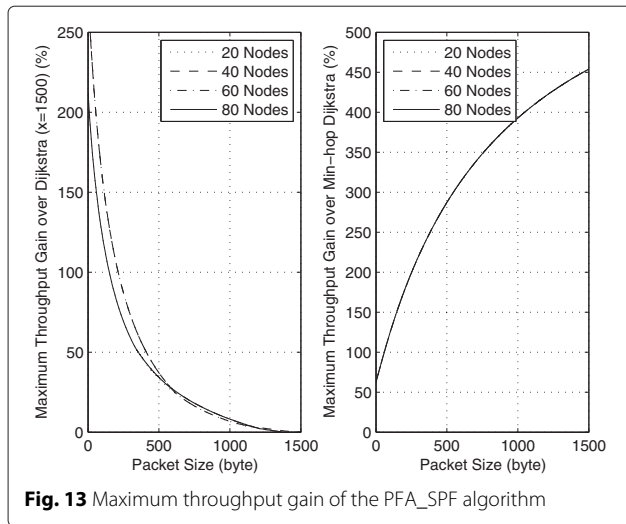 Maximum Throughput Gain over Dijkstra (x=1500) (%)
250
200
150
100
50
0
0
500
1000
1500
Packet Size (byte)
20 Nodes
40 Nodes
60 Nodes
80 Nodes
Maximum Throughput Gain over Min−hop Dijkstra (%)
500
450
400
350
300
250
200
150
100
50
0
0
500
1000
1500
Packet Size (byte)
20 Nodes
40 Nodes
60 Nodes
80 Nodes
Fig. 13 Maximum throughput gain of the PFA_SPF algorithm